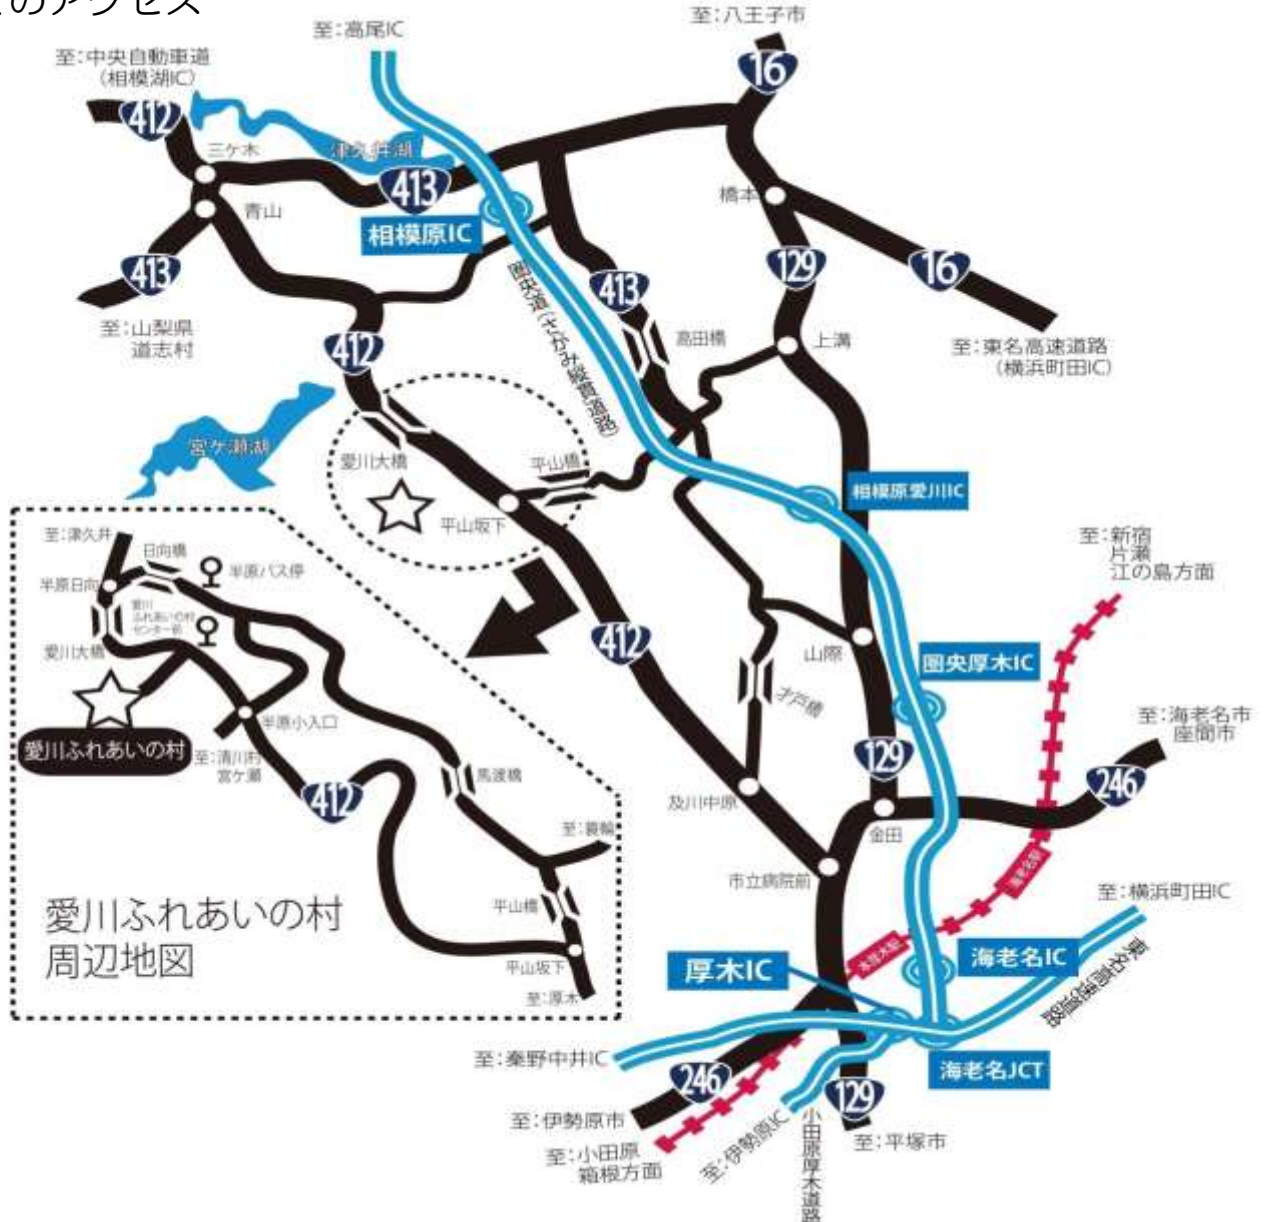 のアクセス
至:八王子市
至:高尾IC
至:中央自動車道
(相模湖IC)
16
412
三ケ木
津久井湖
413
橋本
青山
相模原IC
413
129
16
413
圏央道(さがみ縦貫道路)
至:山梨県
道志村
412
高田橋
上溝
至:東名高速道路
(横浜町田IC)
宮ケ瀬湖
愛川大橋
平山橋
平山坂下
相模原愛川IC
至:津久井
日向橋
半原バス停
半原日向
愛川
ふれあいの村
センター前
愛川大橋
愛川ふれあいの村
半原小入口
至:清川村
宮ケ瀬
412
馬渡橋
至:箕輪
平山橋
平山坂下
至:厚木
愛川ふれあいの村
周辺地図
至:新宿
片瀬
江の島方面
412
山際
圏央厚木IC
才戸橋
至:海老名市
座間市
129
246
及川中原
金田
市立病院前
海老名駅
至:横浜町田IC
本厚木駅
厚木IC
海老名IC
東名高速道路
至:秦野中井IC
海老名JCT
246
129
至:伊勢原市
至:小田原
箱根方面
至:伊勢原IC
小田原厚木道路
至:平塚市